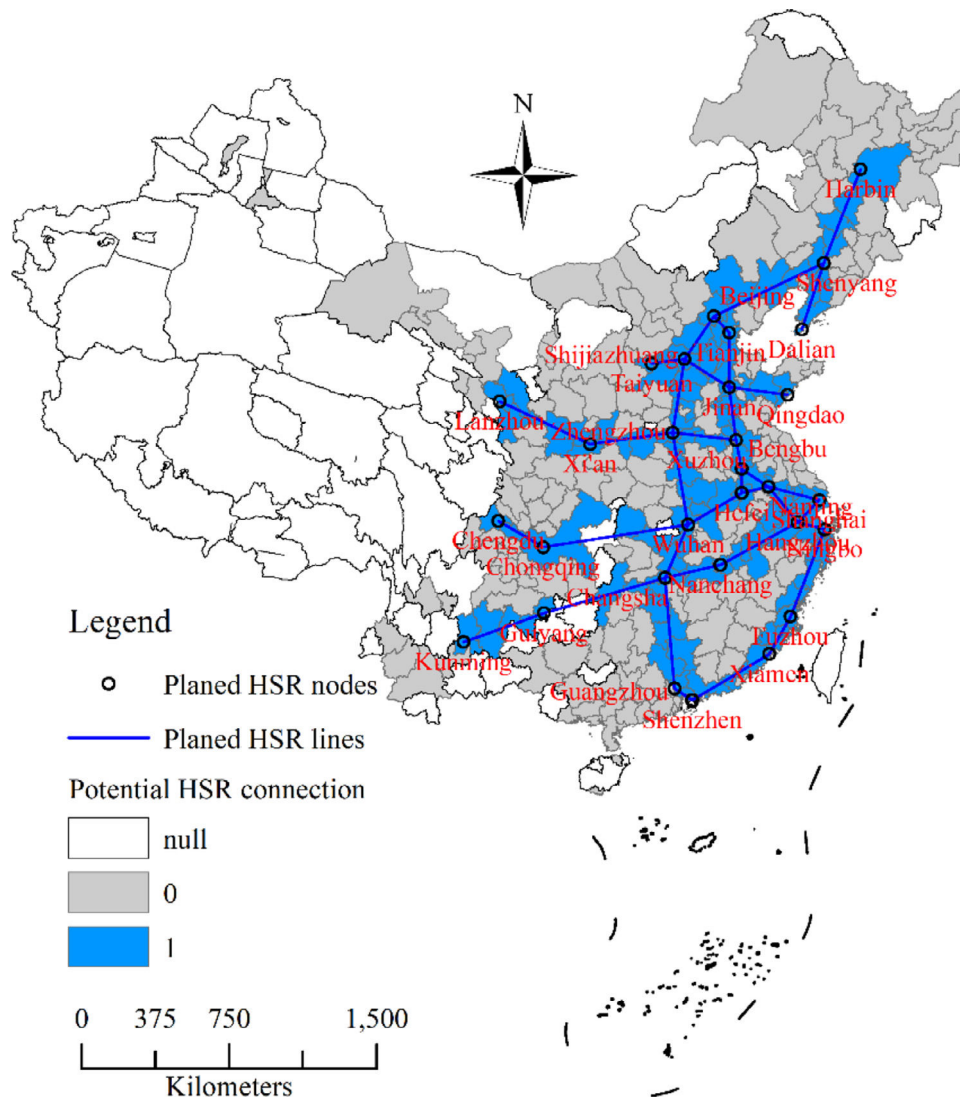 N
Harbin
Shenyang
Beijing
Dalian
Tianjin
Shijiazhuang
Taiyuan
Jinan
Qingdao
Lanzhou
Zhengzhou
Xi'an
Xuzhou
Bengbu
Nanjing
Hefei
Shanghai
Chengdu
Wuhan
Hangzhou
Ningbo
Chongqing
Nanchang
Changsha
Guiyang
Fuzhou
Kunming
Xiamen
Guangzhou
Shenzhen
Legend
Planed HSR nodes
Planed HSR lines
Potential HSR connection
null
0
1
0 375 750 1,500
Kilometers